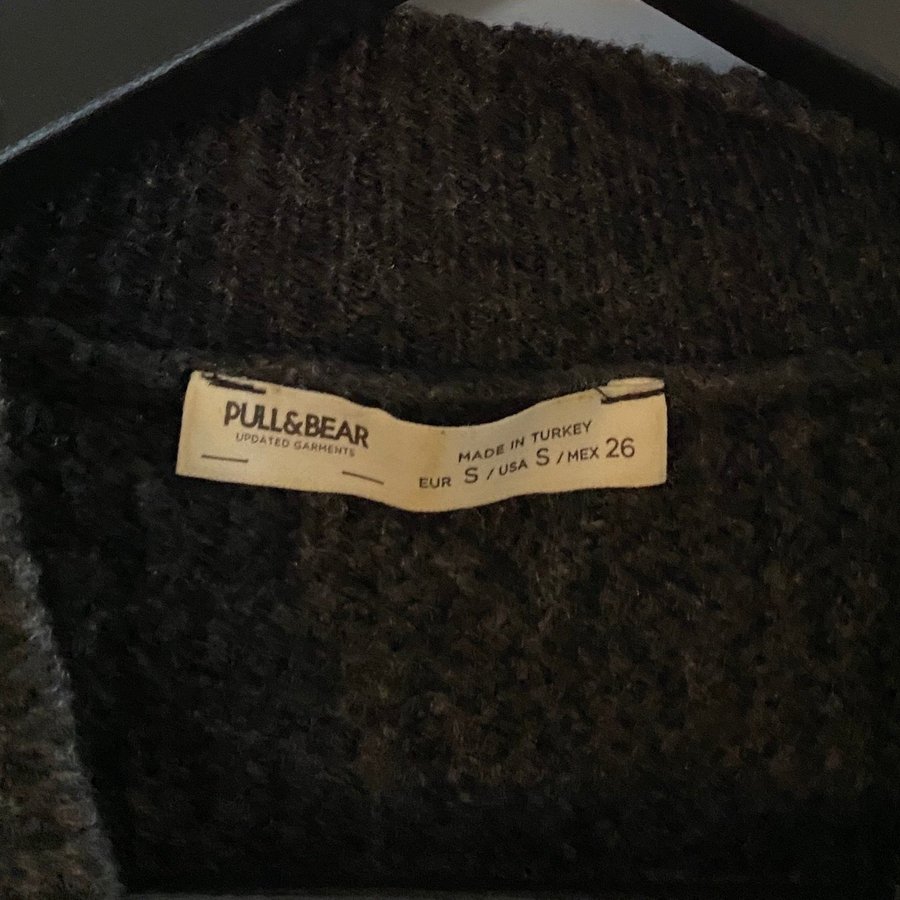 PULL&BEAR
UPDATED GARMENTS
MADE IN TURKEY
EUR S / USA S / MEX 26